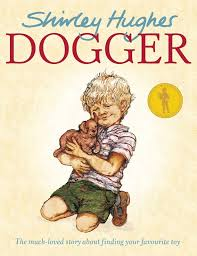 Shirley Hughes
DOGGER
The much-loved story about finding your favourite toy